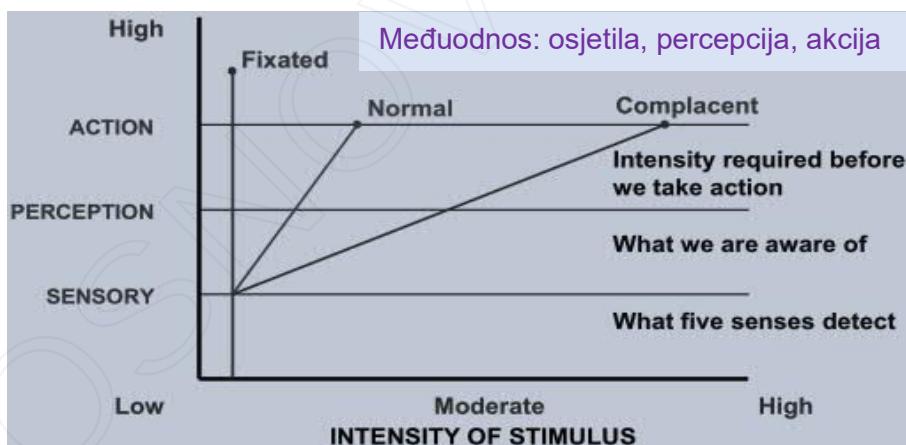 High
Međuodnos: osjetila, percepcija, akcija
Fixated
Normal
Complacent
ACTION
Intensity required before
we take action
PERCEPTION
What we are aware of
SENSORY
What five senses detect
Low
Moderate
High
INTENSITY OF STIMULUS